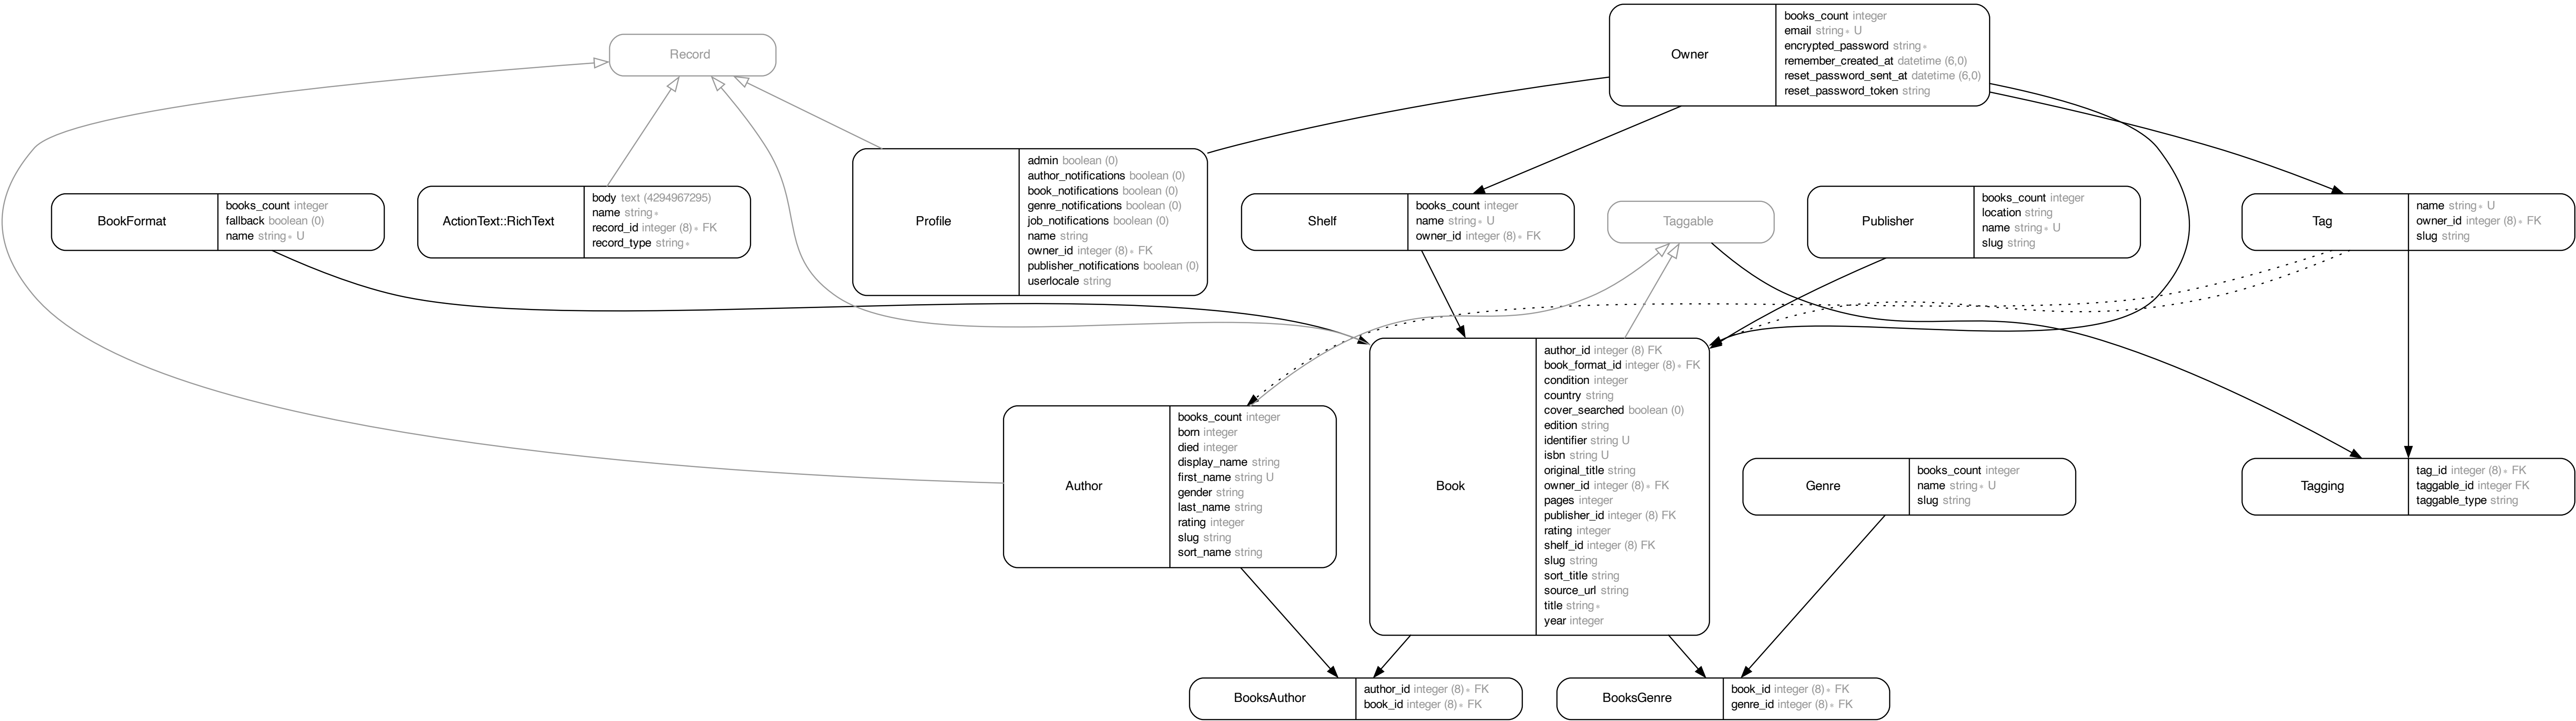 Record
Owner
books_count integer
email string∗ U
encrypted_password string∗
remember_created_at datetime (6,0)
reset_password_sent_at datetime (6,0)
reset_password_token string
BookFormat
books_count integer
fallback boolean (0)
name string∗ U
ActionText::RichText
body text (4294967295)
name string∗
record_id integer (8)∗ FK
record_type string∗
Profile
admin boolean (0)
author_notifications boolean (0)
book_notifications boolean (0)
genre_notifications boolean (0)
job_notifications boolean (0)
name string
owner_id integer (8)∗ FK
publisher_notifications boolean (0)
userlocale string
Shelf
books_count integer
name string∗ U
owner_id integer (8)∗ FK
Taggable
Publisher
books_count integer
location string
name string∗ U
slug string
Tag
name string∗ U
owner_id integer (8)∗ FK
slug string
Author
books_count integer
born integer
died integer
display_name string
first_name string U
gender string
last_name string
rating integer
slug string
sort_name string
Book
author_id integer (8) FK
book_format_id integer (8)∗ FK
condition integer
country string
cover_searched boolean (0)
edition string
identifier string U
isbn string U
original_title string
owner_id integer (8)∗ FK
pages integer
publisher_id integer (8) FK
rating integer
shelf_id integer (8) FK
slug string
sort_title string
source_url string
title string∗
year integer
Genre
books_count integer
name string∗ U
slug string
Tagging
tag_id integer (8)∗ FK
taggable_id integer FK
taggable_type string
BooksAuthor
author_id integer (8)∗ FK
book_id integer (8)∗ FK
BooksGenre
book_id integer (8)∗ FK
genre_id integer (8)∗ FK